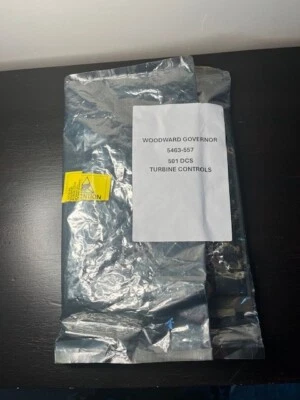 WOODWARD GOVERNOR
5463-557
501 DCS
TURBINE CONTROLS